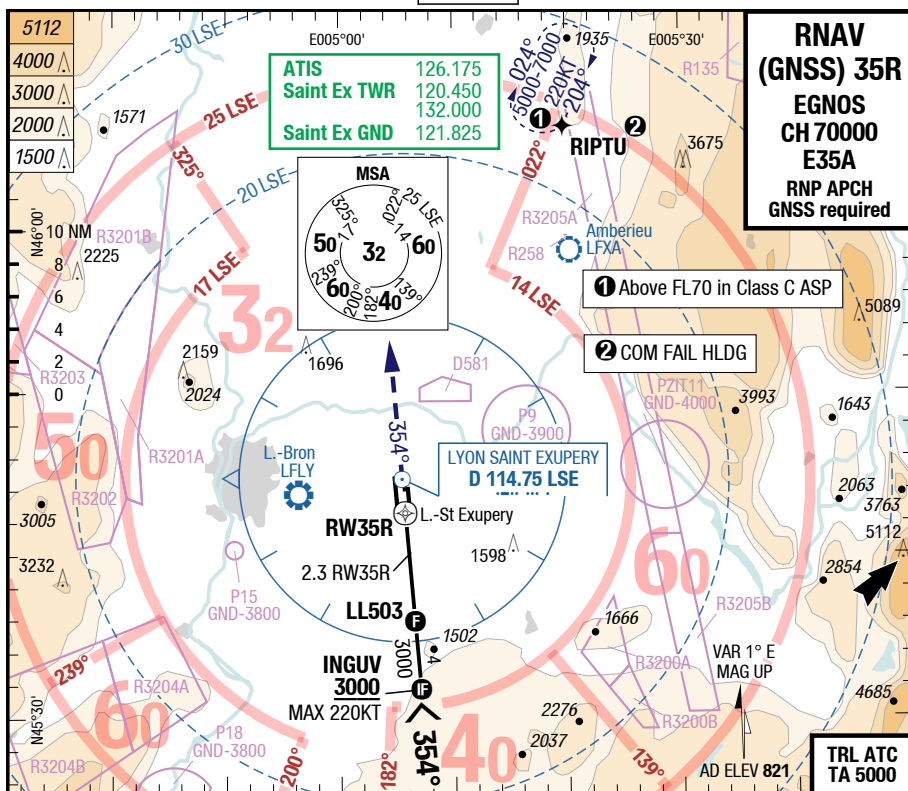 5112
4000
3000
2000
1500
30 LSE
E005°00'
1935
E005°30'
R135
RNAV
(GNSS) 35R
EGNOS
CH 70000
E35A
RNP APCH
GNSS required
ATIS 126.175
Saint Ex TWR 120.450
132.000
Saint Ex GND 121.825
024°
5000-7000
220KT
204°
1
RIPTU
2
3675
1571
25 LSE
325°
022°
20 LSE
MSA
25 LSE
325°
17
022°
14
50
32
60
239°
60
200°
182°
40
139°
R3205A
R258
Amberieu
LFXA
N46°00'
10 NM
8
6
4
2
0
R3201B
2225
17 LSE
14 LSE
1 Above FL70 in Class C ASP
5089
32
2 COM FAIL HLDG
1696
2159
2024
R3203
D581
PZIT11
GND-4000
3993
1643
P9
GND-3900
354°
50
R3201A
L.-Bron
LFLY
LYON SAINT EXUPERY
D 114.75 LSE
R3202
3005
2063
3763
RW35R
L.-St Exupery
5112
1598
3232
2.3 RW35R
2854
60
P15
GND-3800
LL503
F
R3205B
1666
3000
1502
4
VAR 1° E
MAG UP
239°
R3204A
INGUV
3000
IF
MAX 220KT
R3200A
R3200B
4685
60
N45°30'
P18
GND-3800
2276
2037
40
354°
R3204B
200°
182°
139°
AD ELEV 821
TRL ATC
TA 5000